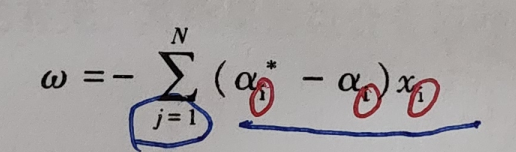 ω = − ∑_{j=1}^{N} (α_i^* − α_i) x_i